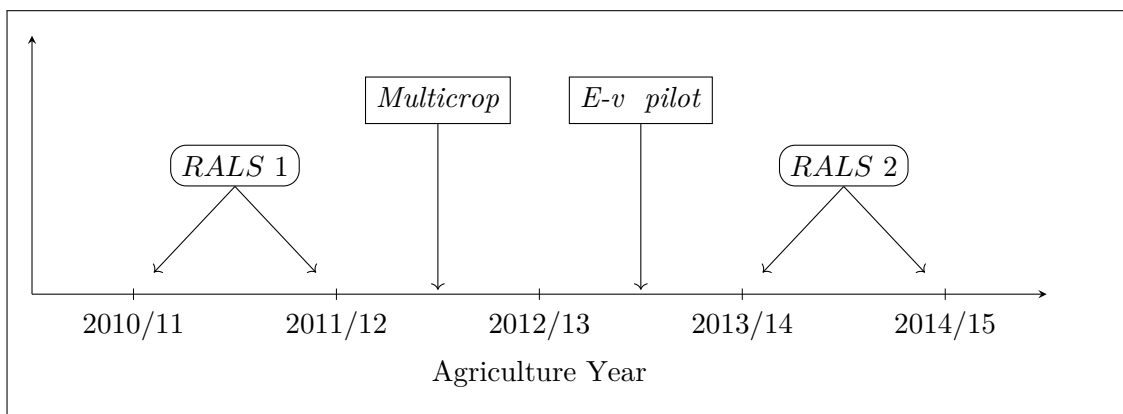 Multicrop
E-v pilot
RALS 1
RALS 2
2010/11
2011/12
2012/13
2013/14
2014/15
Agriculture Year